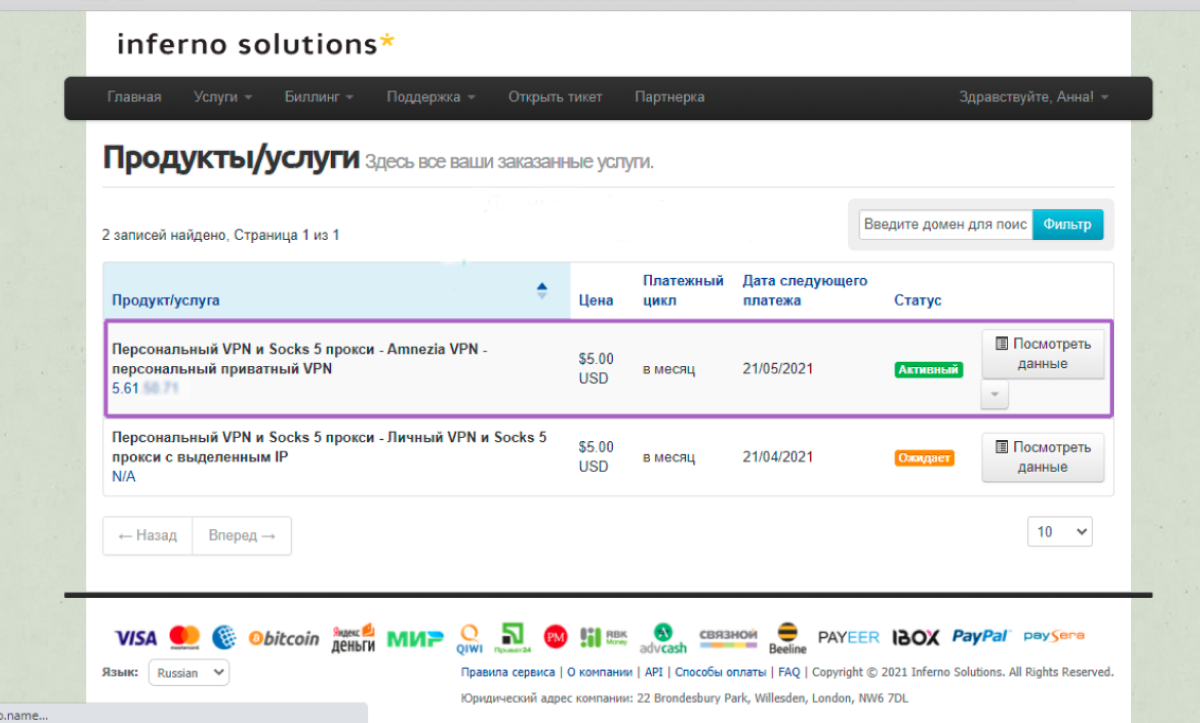 inferno solutions*
Главная Услуги Биллинг Поддержка Открыть тикет Партнерка Здравствуйте, Анна!
Продукты/услуги Здесь все ваши заказанные услуги.
2 записей найдено, Страница 1 из 1
Введите домен для поис Фильтр
Продукт/услуга Цена Платежный цикл Дата следующего платежа Статус
Персональный VPN и Socks 5 прокси - Amnezia VPN -
персональный приватный VPN
5.61
$5.00
USD
в месяц
21/05/2021
Активный
Посмотреть
данные
Персональный VPN и Socks 5 прокси - Личный VPN и Socks 5
прокси с выделенным IP
N/A
$5.00
USD
в месяц
21/04/2021
Ожидает
Посмотреть
данные
← Назад Вперед →
10
VISA mastercard bitcoin Яндекс деньги МИР QIWI Приват24 PM RBK Money advcash связной Beeline PAYEER IBOX PayPal paysera
Язык: Russian
Правила сервиса | О компании | API | Способы оплаты | FAQ | Copyright © 2021 Inferno Solutions. All Rights Reserved.
Юридический адрес компании: 22 Brondesbury Park, Willesden, London, NW6 7DL
o.name...